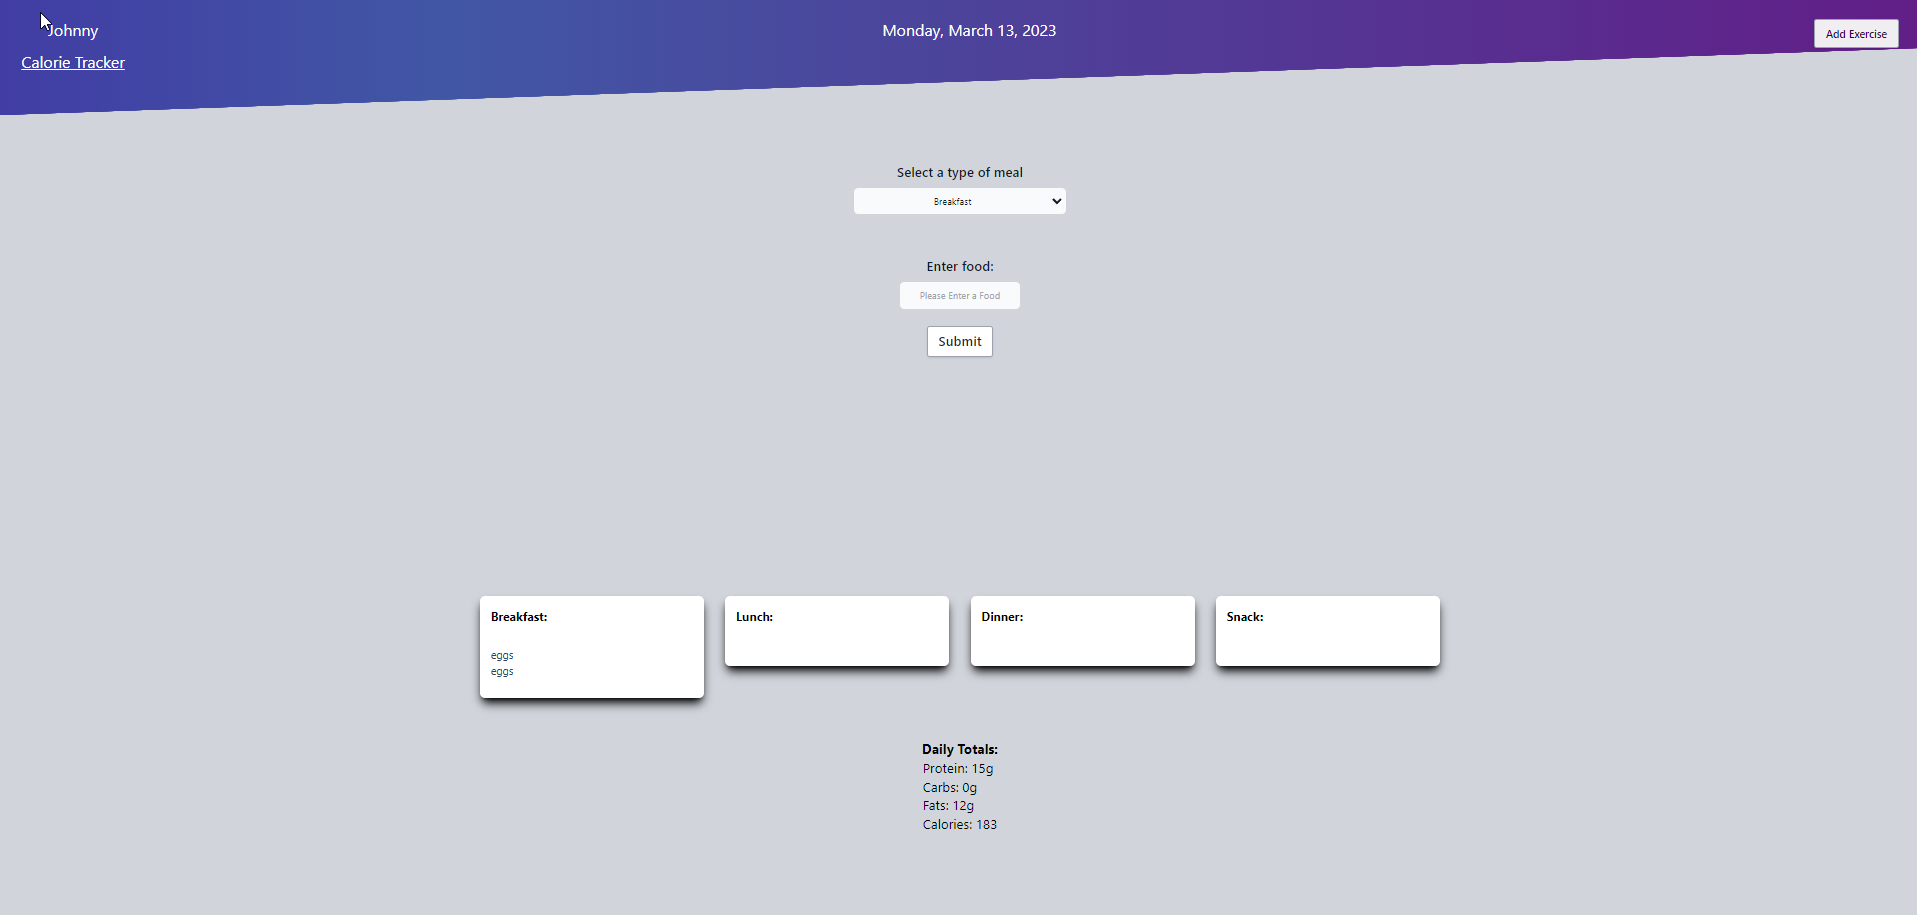 Johnny
Monday, March 13, 2023
Add Exercise
Calorie Tracker
Select a type of meal
Breakfast
Enter food:
Please Enter a Food
Submit
Breakfast:
eggs
eggs
Lunch:
Dinner:
Snack:
Daily Totals:
Protein: 15g
Carbs: 0g
Fats: 12g
Calories: 183